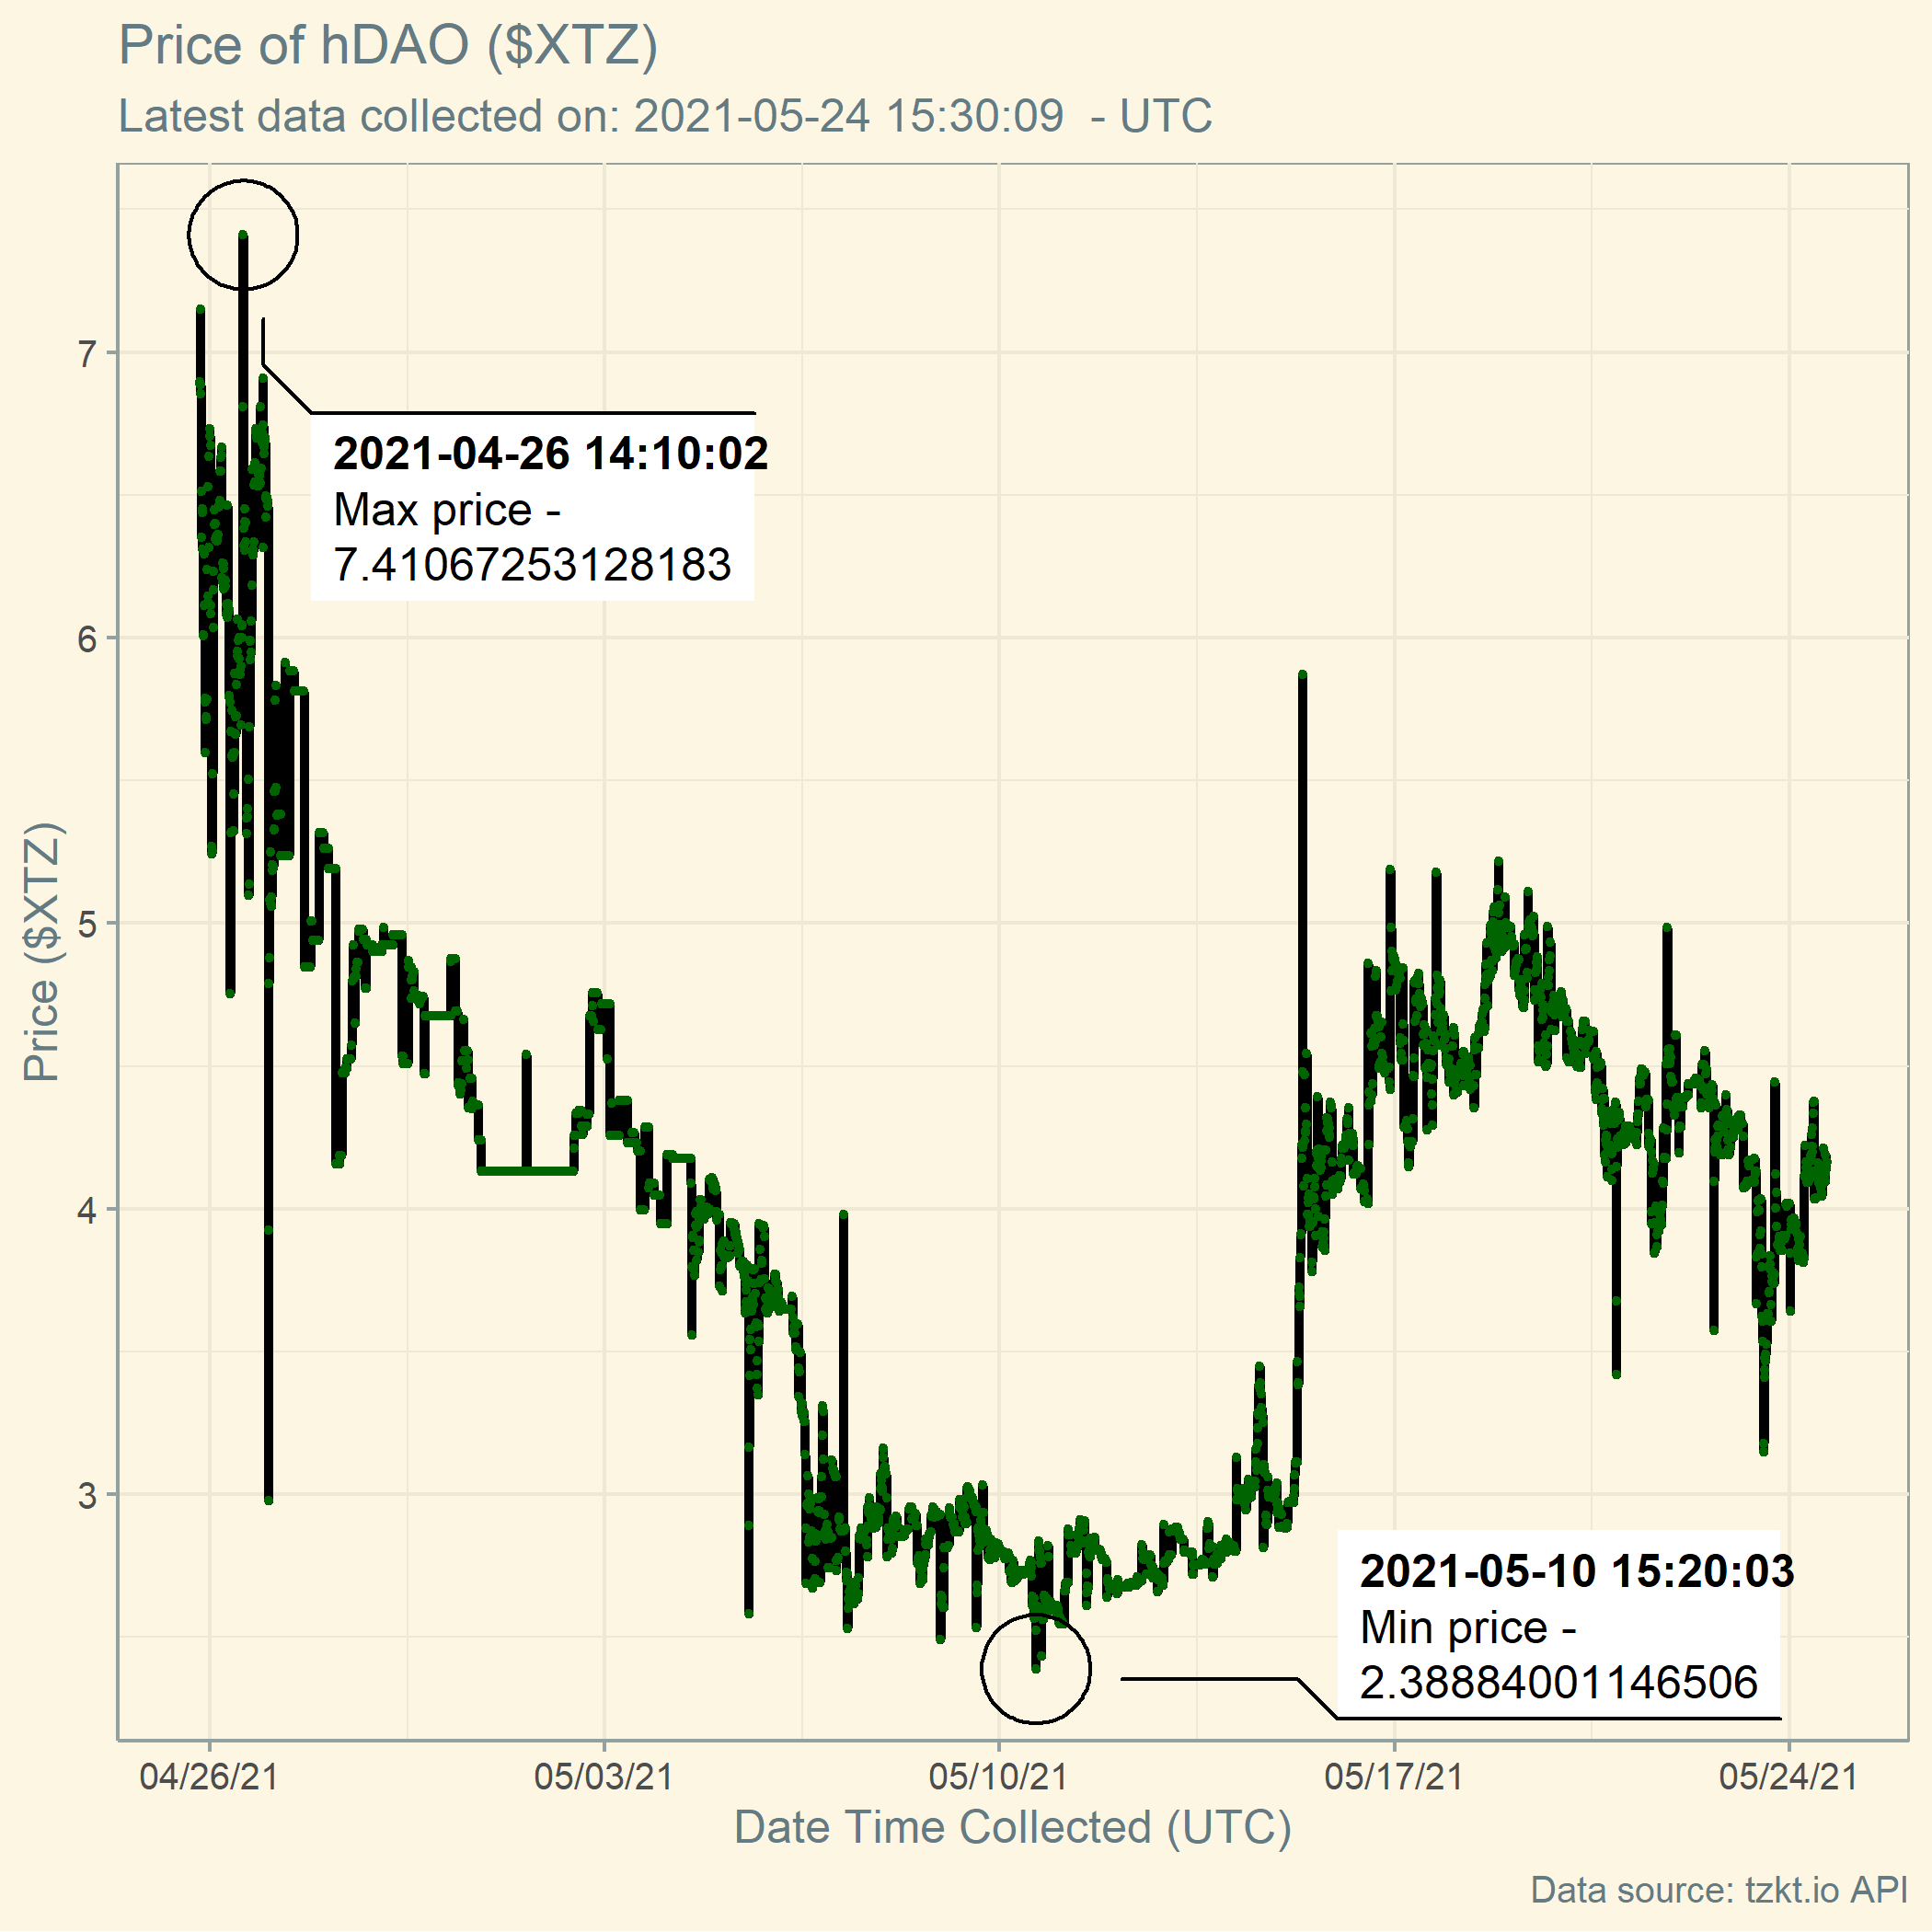 Price of hDAO ($XTZ)
Latest data collected on: 2021-05-24 15:30:09  - UTC
2021-04-26 14:10:02
Max price -
7.41067253128183
7
6
5
4
3
Price ($XTZ)
2021-05-10 15:20:03
Min price -
2.38884001146506
04/26/21
05/03/21
05/10/21
05/17/21
05/24/21
Date Time Collected (UTC)
Data source: tzkt.io API